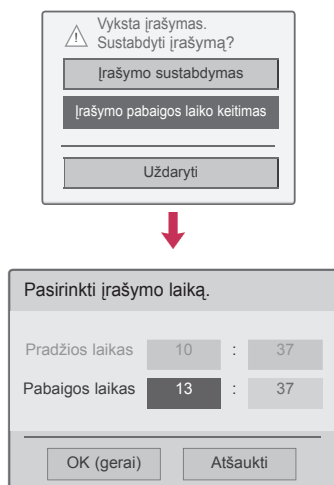 Vyksta įrašymas.
Sustabdyti įrašymą?
Įrašymo sustabdymas
Įrašymo pabaigos laiko keitimas
Uždaryti
Pasirinkti įrašymo laiką.
Pradžios laikas 10 : 37
Pabaigos laikas 13 : 37
OK (gerai) Atšaukti